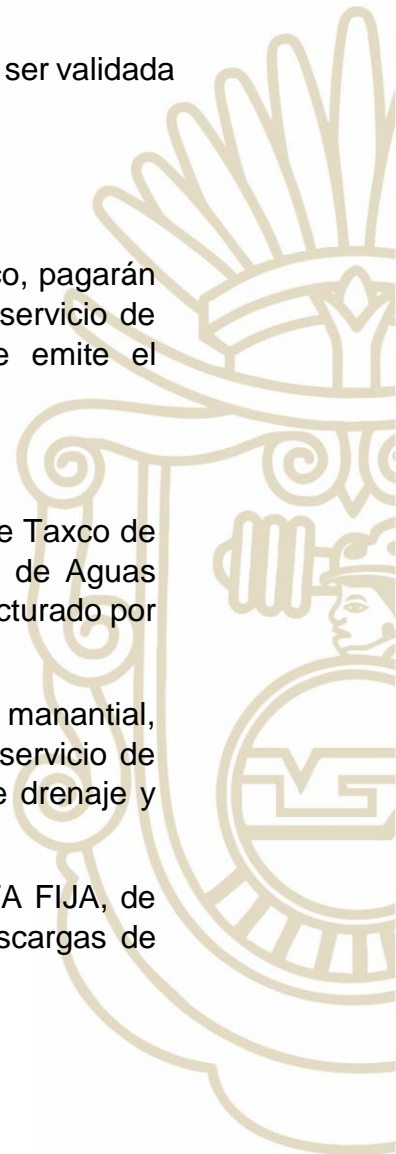 ser validada
co, pagarán
servicio de
e emite el
e Taxco de
de Aguas
cturado por
manantial,
servicio de
e drenaje y
TA FIJA, de
scargas de